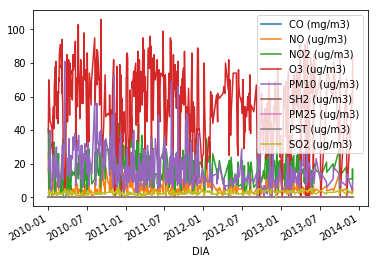 100
80
60
40
20
0
CO (mg/m3)
NO (ug/m3)
NO2 (ug/m3)
O3 (ug/m3)
PM10 (ug/m3)
SH2 (ug/m3)
PM25 (ug/m3)
PST (ug/m3)
SO2 (ug/m3)
2010-01
2010-07
2011-01
2011-07
2012-01
2012-07
2013-01
2013-07
2014-01
DIA